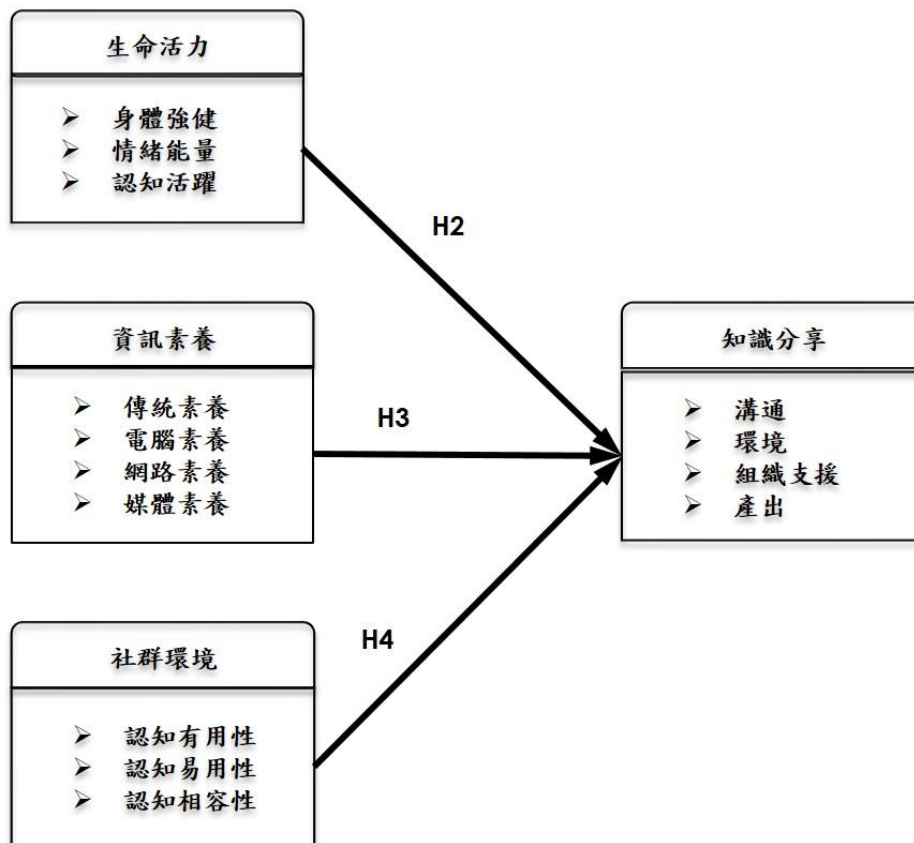 生命活力
➢ 身體強健
➢ 情緒能量
➢ 認知活躍
H2
資訊素養
➢ 傳統素養
➢ 電腦素養
➢ 網路素養
➢ 媒體素養
H3
知識分享
➢ 溝通
➢ 環境
➢ 組織支援
➢ 產出
H4
社群環境
➢ 認知有用性
➢ 認知易用性
➢ 認知相容性